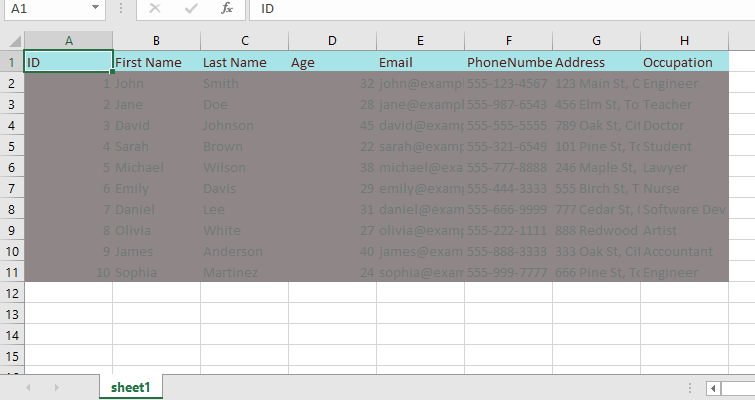 A1 fx ID
A B C D E F G H
1 ID First Name Last Name Age Email PhoneNumbe Address Occupation
2 1 John Smith 32 john@examp 555-123-4567 123 Main St, C Engineer
3 2 Jane Doe 28 jane@exampl 555-987-6543 456 Elm St, To Teacher
4 3 David Johnson 45 david@examp 555-555-5555 789 Oak St, Cit Doctor
5 4 Sarah Brown 22 sarah@examp 555-321-6549 101 Pine St, To Student
6 5 Michael Wilson 38 michael@exa 555-777-8888 246 Maple St, Lawyer
7 6 Emily Davis 29 emily@examp 555-444-3333 555 Birch St, T Nurse
8 7 Daniel Lee 31 daniel@exam 555-666-9999 777 Cedar St, Software Dev
9 8 Olivia White 27 olivia@examp 555-222-1111 888 Redwood Artist
10 9 James Anderson 40 james@exam 555-888-3333 333 Oak St, Cit Accountant
11 10 Sophia Martinez 24 sophia@exam 555-999-7777 666 Pine St, To Engineer
12
13
14
15
sheet1